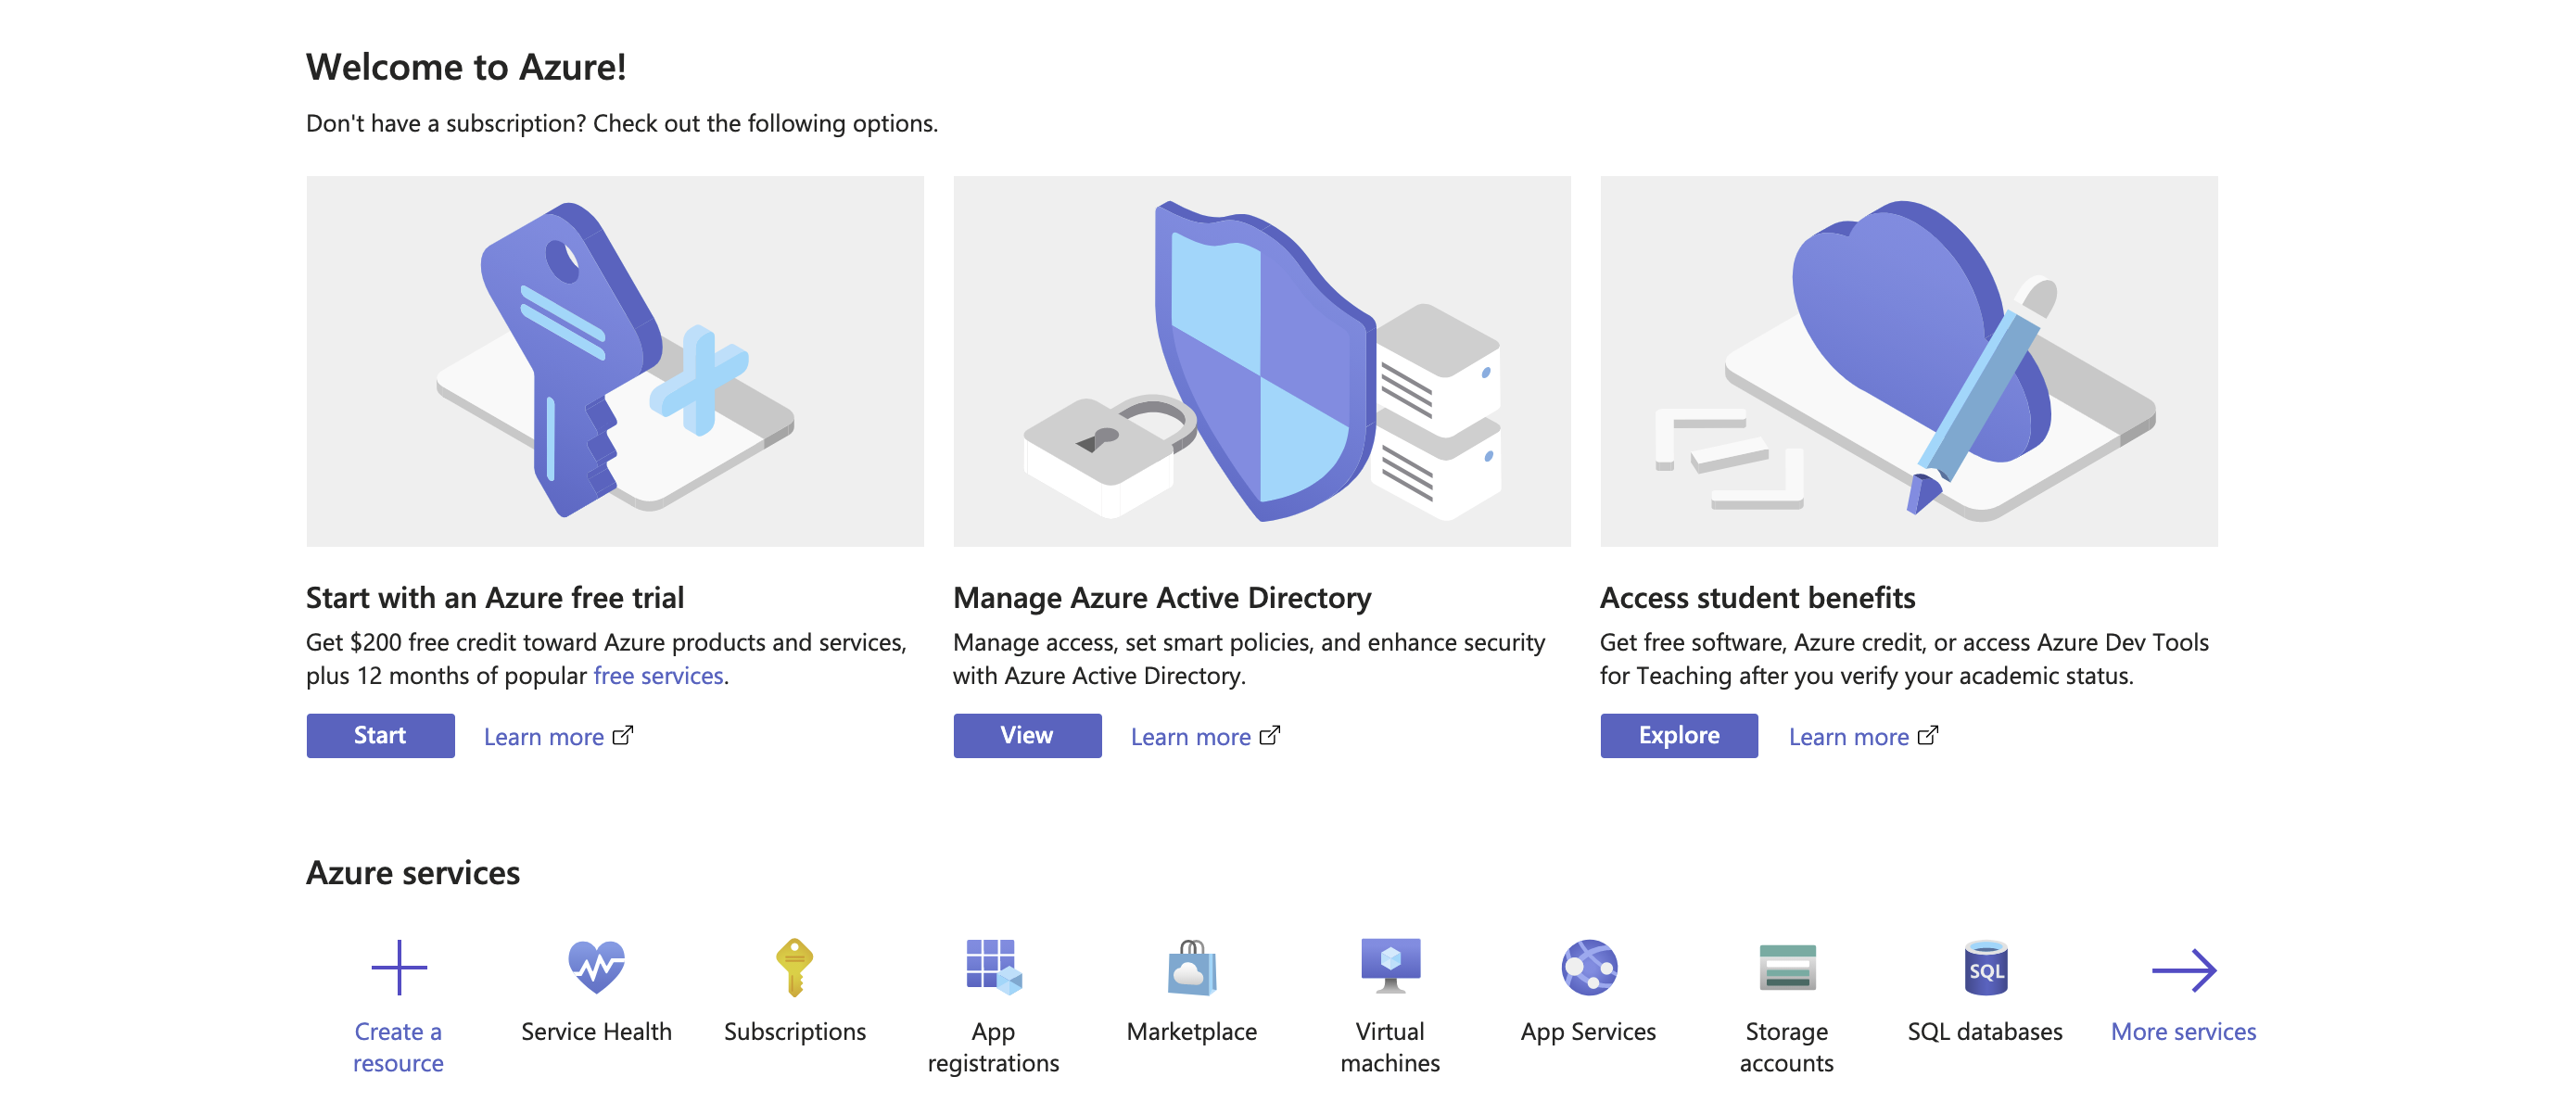 Welcome to Azure!
Don't have a subscription? Check out the following options.
Start with an Azure free trial
Get $200 free credit toward Azure products and services,
plus 12 months of popular free services.
Start
Learn more
Manage Azure Active Directory
Manage access, set smart policies, and enhance security
with Azure Active Directory.
View
Learn more
Access student benefits
Get free software, Azure credit, or access Azure Dev Tools
for Teaching after you verify your academic status.
Explore
Learn more
Azure services
Create a
resource
Service Health
Subscriptions
App
registrations
Marketplace
Virtual
machines
App Services
Storage
accounts
SQL
SQL databases
More services